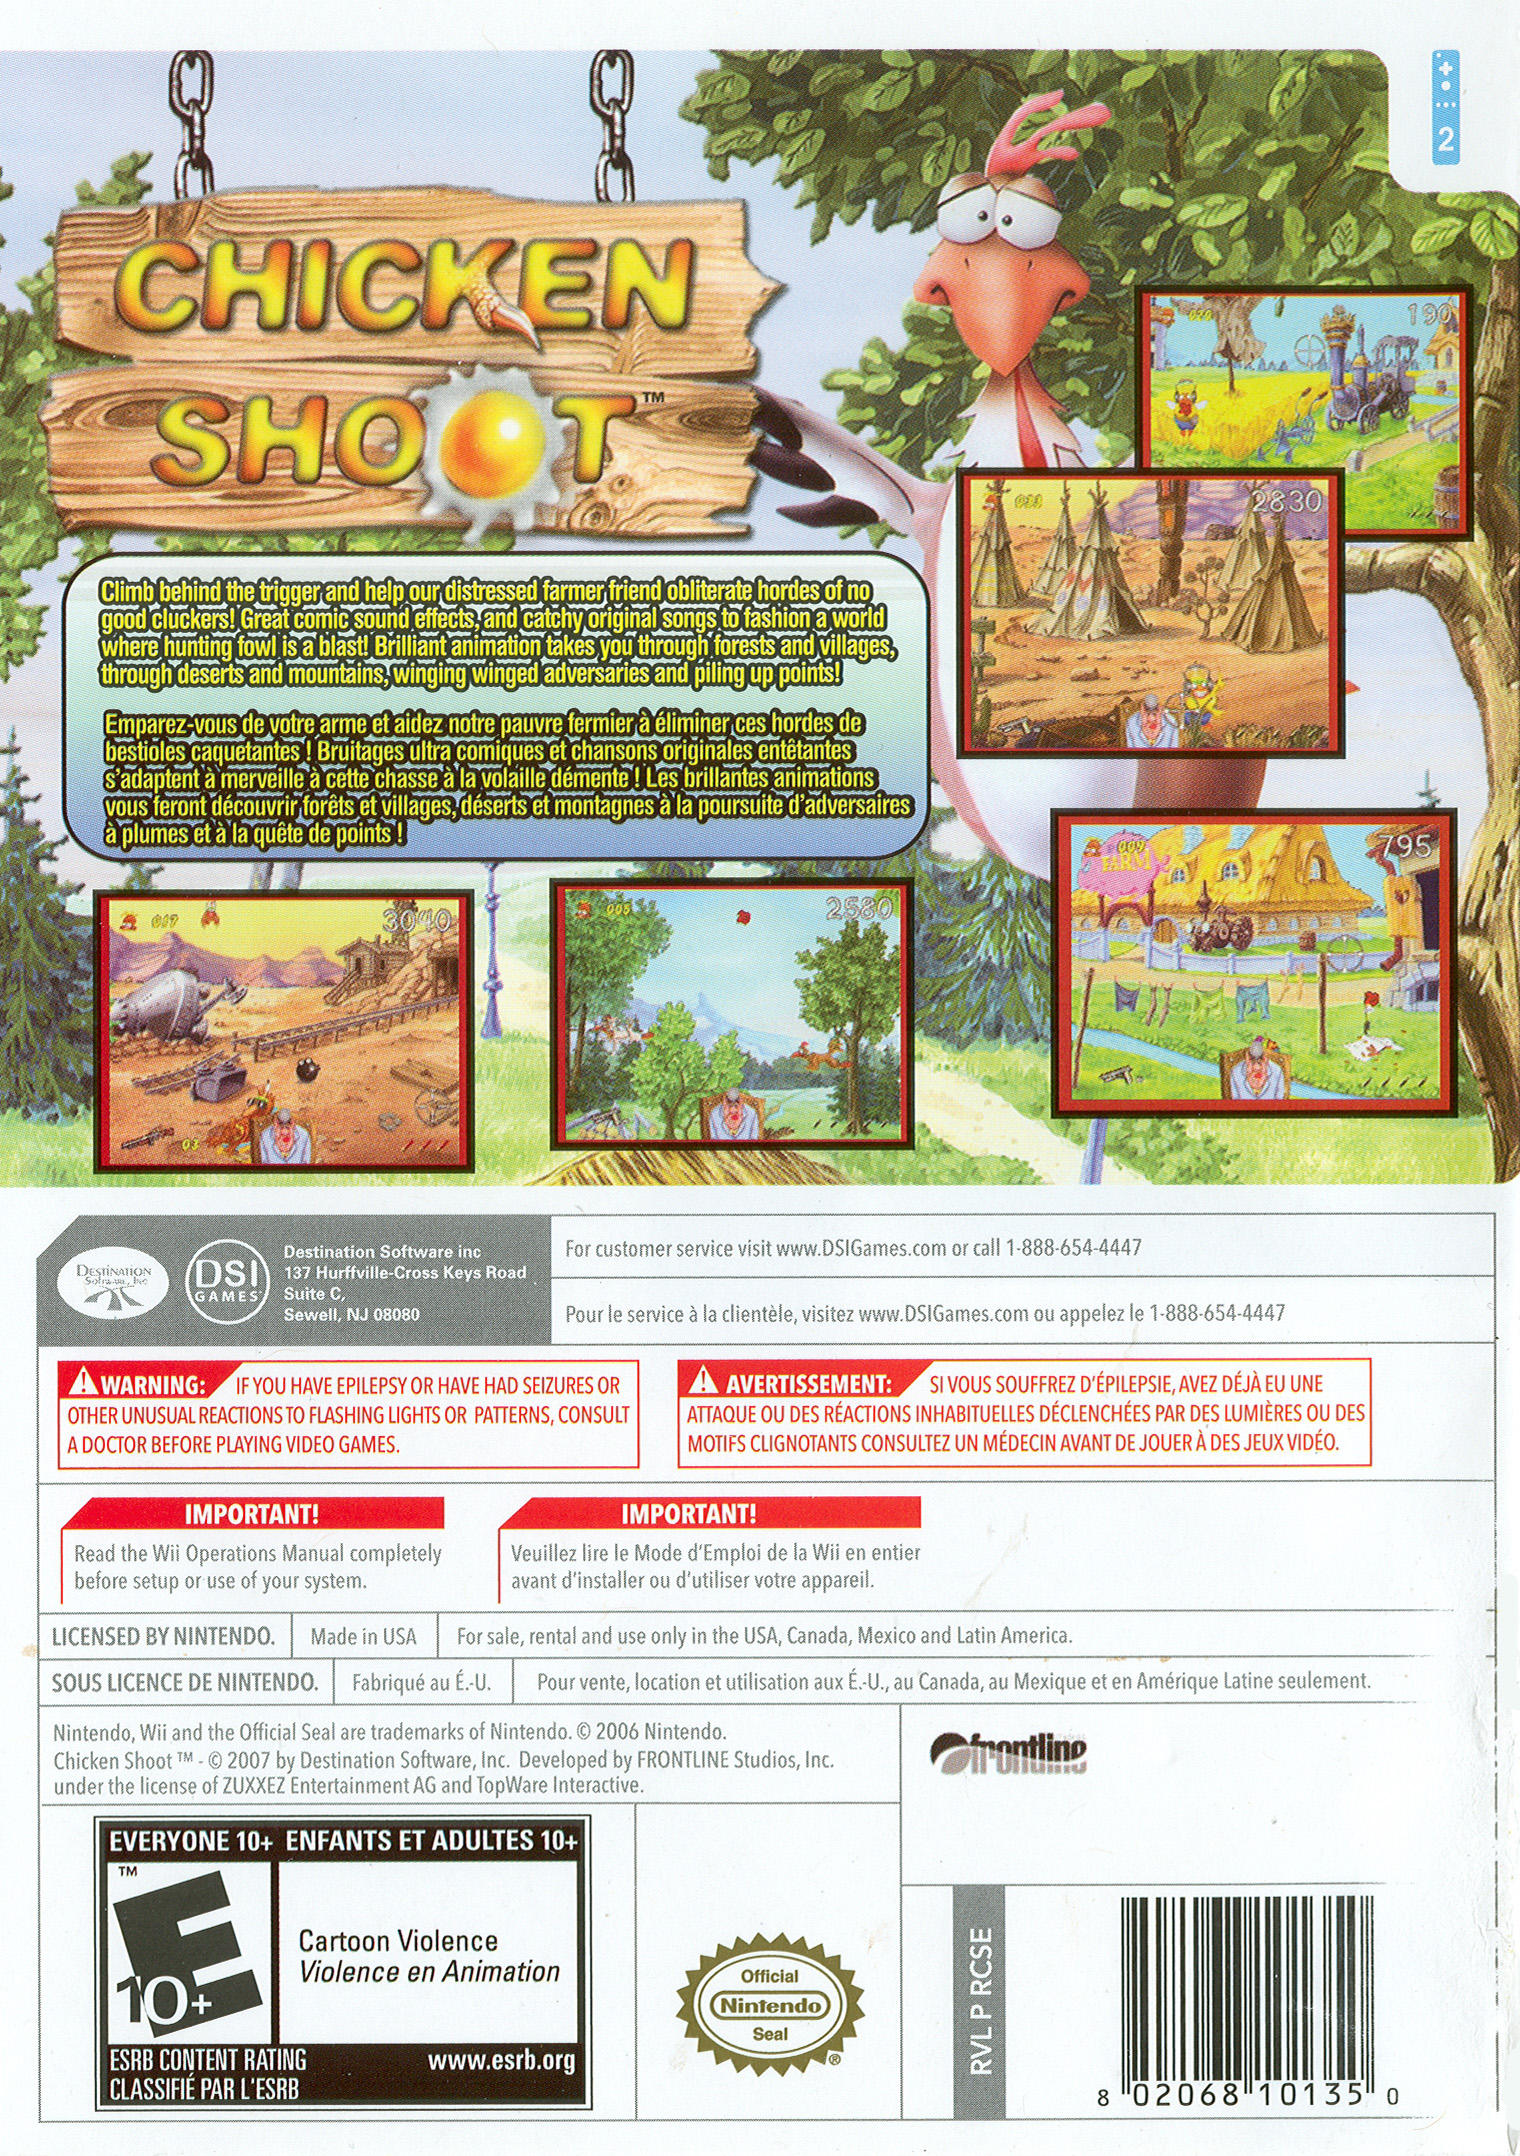 2
CHICKEN
SHOOT™
190
033
2830
Climb behind the trigger and help our distressed farmer friend obliterate hordes of no
good cluckers! Great comic sound effects, and catchy original songs to fashion a world
where hunting fowl is a blast! Brilliant animation takes you through forests and villages,
through deserts and mountains, winging winged adversaries and piling up points!
Emparez-vous de votre arme et aidez notre pauvre fermier à éliminer ces hordes de
bestioles caquetantes ! Bruitages ultra comiques et chansons originales entêtantes
s'adaptent à merveille à cette chasse à la volaille démente ! Les brillantes animations
vous feront découvrir forêts et villages, déserts et montagnes à la poursuite d'adversaires
à plumes et à la quête de points !
009
FARM
795
017
3040
03
005
2580
DESTINATION
Software, Inc
DSI
GAMES
Destination Software inc
137 Hurffville-Cross Keys Road
Suite C,
Sewell, NJ 08080
For customer service visit www.DSIGames.com or call 1-888-654-4447
Pour le service à la clientèle, visitez www.DSIGames.com ou appelez le 1-888-654-4447
WARNING: IF YOU HAVE EPILEPSY OR HAVE HAD SEIZURES OR
OTHER UNUSUAL REACTIONS TO FLASHING LIGHTS OR PATTERNS, CONSULT
A DOCTOR BEFORE PLAYING VIDEO GAMES.
AVERTISSEMENT: SI VOUS SOUFFREZ D'ÉPILEPSIE, AVEZ DÉJÀ EU UNE
ATTAQUE OU DES RÉACTIONS INHABITUELLES DÉCLENCHÉES PAR DES LUMIÈRES OU DES
MOTIFS CLIGNOTANTS CONSULTEZ UN MÉDECIN AVANT DE JOUER À DES JEUX VIDÉO.
IMPORTANT!
Read the Wii Operations Manual completely
before setup or use of your system.
IMPORTANT!
Veuillez lire le Mode d'Emploi de la Wii en entier
avant d'installer ou d'utiliser votre appareil.
LICENSED BY NINTENDO. Made in USA For sale, rental and use only in the USA, Canada, Mexico and Latin America.
SOUS LICENCE DE NINTENDO. Fabriqué au É.-U. Pour vente, location et utilisation aux É.-U., au Canada, au Mexique et en Amérique Latine seulement.
Nintendo, Wii and the Official Seal are trademarks of Nintendo. © 2006 Nintendo.
Chicken Shoot ™ - © 2007 by Destination Software, Inc. Developed by FRONTLINE Studios, Inc.
under the license of ZUXXEZ Entertainment AG and TopWare Interactive.
frontline
EVERYONE 10+ ENFANTS ET ADULTES 10+
™
E
10+
Cartoon Violence
Violence en Animation
ESRB CONTENT RATING www.esrb.org
CLASSIFIÉ PAR L'ESRB
Official
Nintendo
Seal
®
RVL P RCSE
8 02068 10135 0